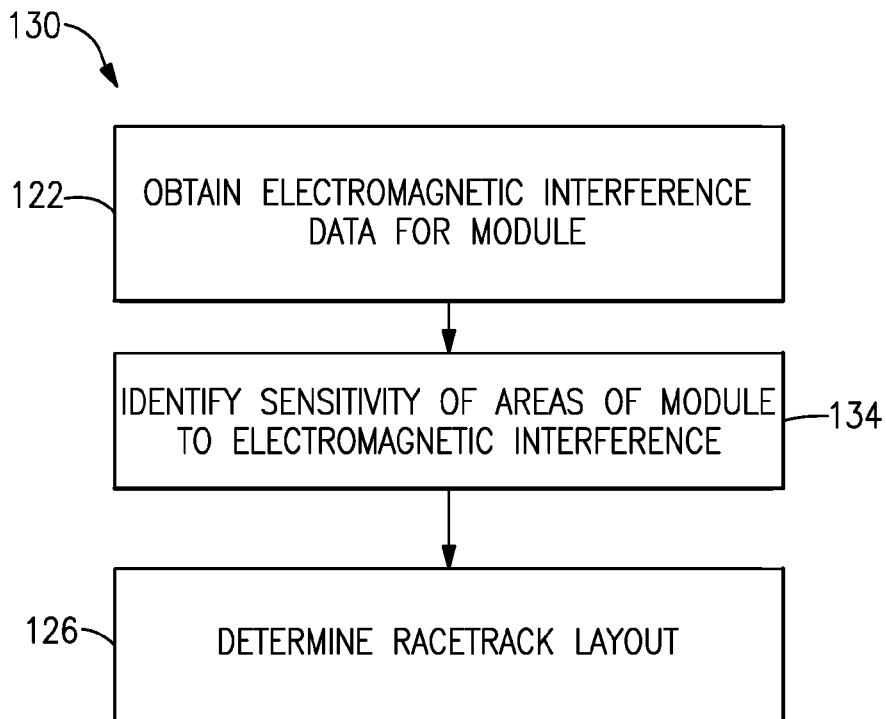 130
122
OBTAIN ELECTROMAGNETIC INTERFERENCE
DATA FOR MODULE
IDENTIFY SENSITIVITY OF AREAS OF MODULE
TO ELECTROMAGNETIC INTERFERENCE
134
126
DETERMINE RACETRACK LAYOUT